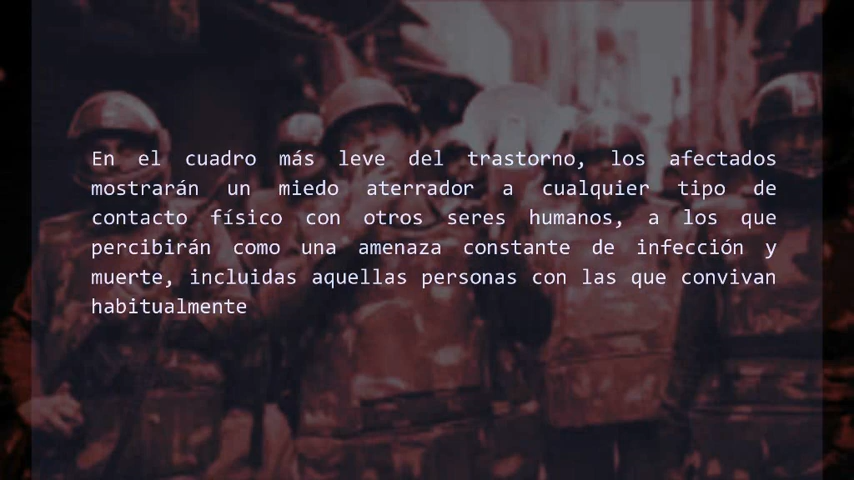 En el cuadro más leve del trastorno, los afectados
mostrarán un miedo aterrador a cualquier tipo de
contacto físico con otros seres humanos, a los que
percibirán como una amenaza constante de infección y
muerte, incluidas aquellas personas con las que convivan
habitualmente